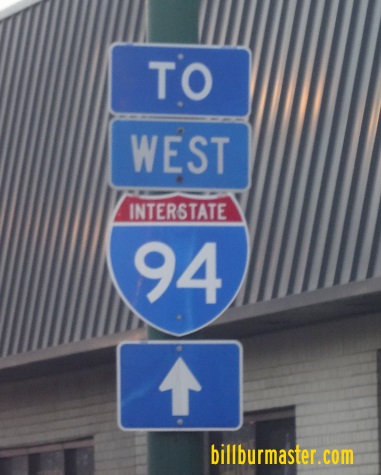 TO
WEST
INTERSTATE
94
billburmaster.com